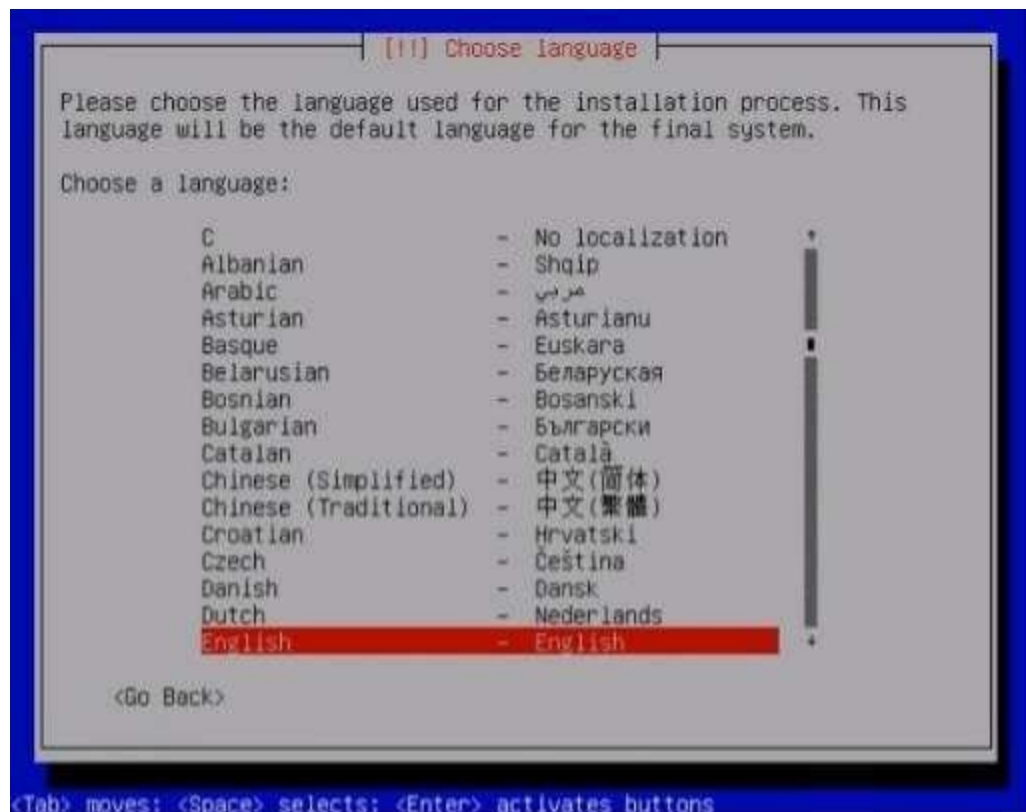 [!!] Choose language
Please choose the language used for the installation process. This
language will be the default language for the final system.
Choose a language:
C - No localization
Albanian - Shqip
Arabic - عربي
Asturian - Asturianu
Basque - Euskara
Belarusian - Беларуская
Bosnian - Bosanski
Bulgarian - Български
Catalan - Català
Chinese (Simplified) - 中文(简体)
Chinese (Traditional) - 中文(繁體)
Croatian - Hrvatski
Czech - Čeština
Danish - Dansk
Dutch - Nederlands
English - English
<Go Back>
<Tab> moves; <Space> selects; <Enter> activates buttons